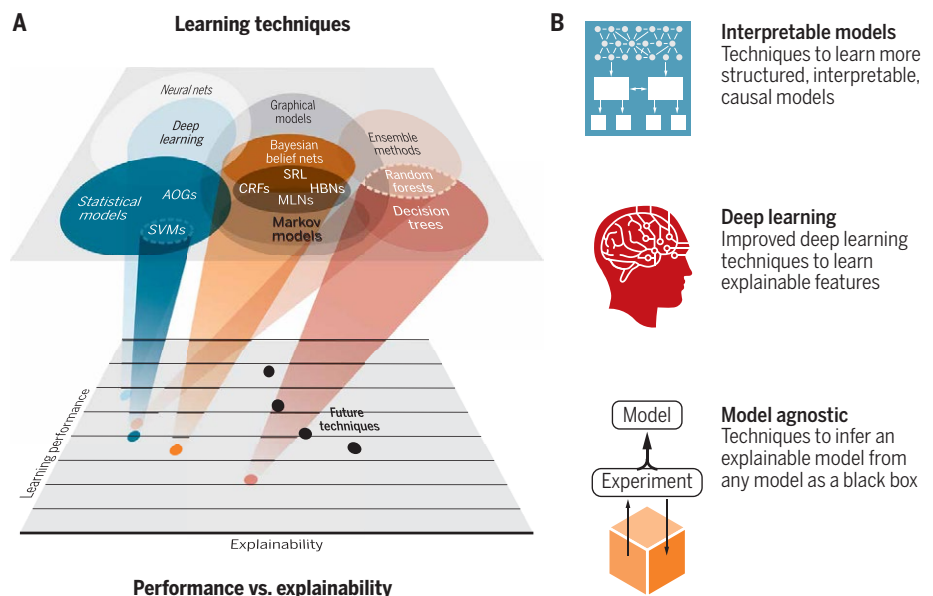 A
Learning techniques
Neural nets
Deep
learning
Graphical
models
Ensemble
methods
Bayesian
belief nets
SRL
CRFs
HBNs
MLNs
Random
forests
Statistical
models
AOGs
SVMs
Markov
models
Decision
trees
Learning performance
Future
techniques
Explainability
Performance vs. explainability
B
Interpretable models
Techniques to learn more
structured, interpretable,
causal models
Deep learning
Improved deep learning
techniques to learn
explainable features
Model
Experiment
Model agnostic
Techniques to infer an
explainable model from
any model as a black box